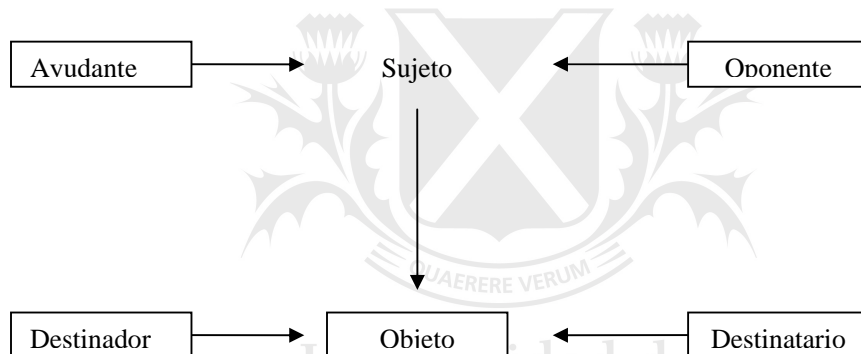 Ayudante Sujeto Oponente
QUAERERE VERUM
Destinador Objeto Destinatario